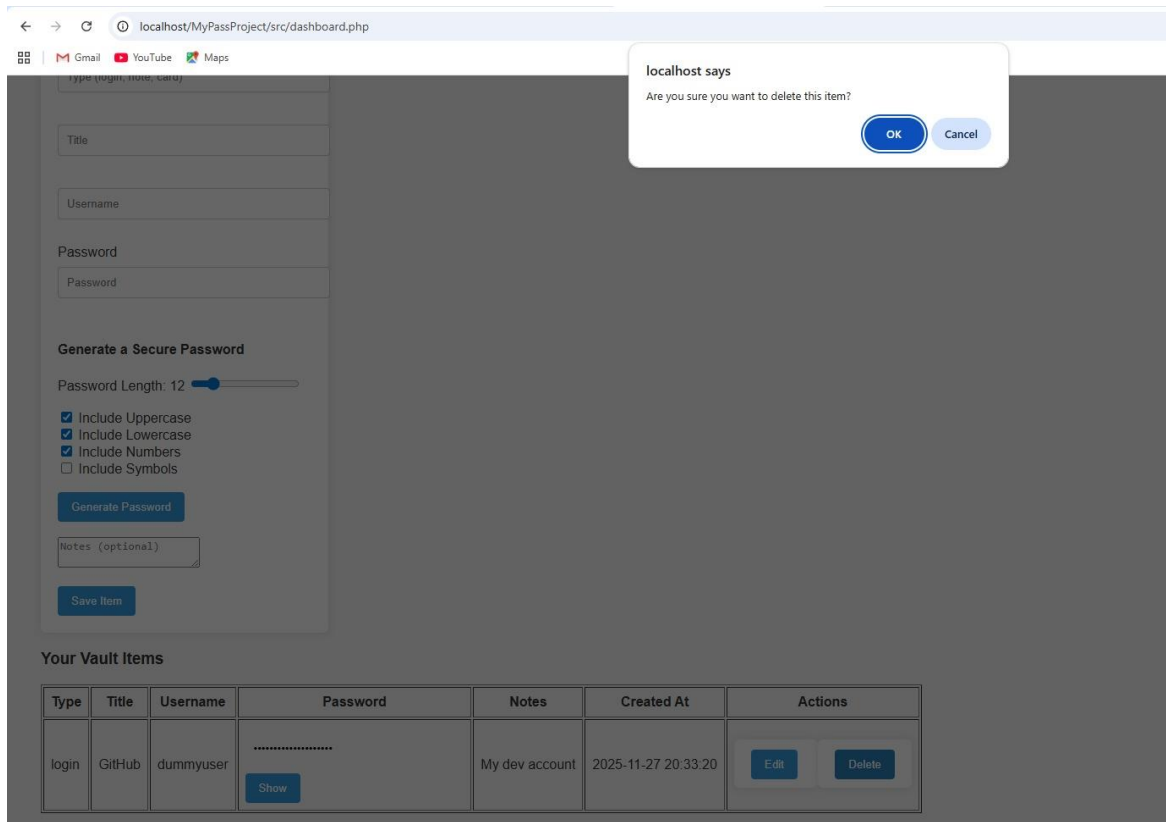 localhost/MyPassProject/src/dashboard.php
Gmail YouTube Maps
localhost says
Are you sure you want to delete this item?
OK Cancel
Type (login, note, card)
Title
Username
Password
Password
Generate a Secure Password
Password Length: 12
Include Uppercase
Include Lowercase
Include Numbers
Include Symbols
Generate Password
Notes (optional)
Save Item
Your Vault Items
Type Title Username Password Notes Created At Actions
login GitHub dummyuser •••••••••••••••••••• My dev account 2025-11-27 20:33:20 Edit Delete
Show